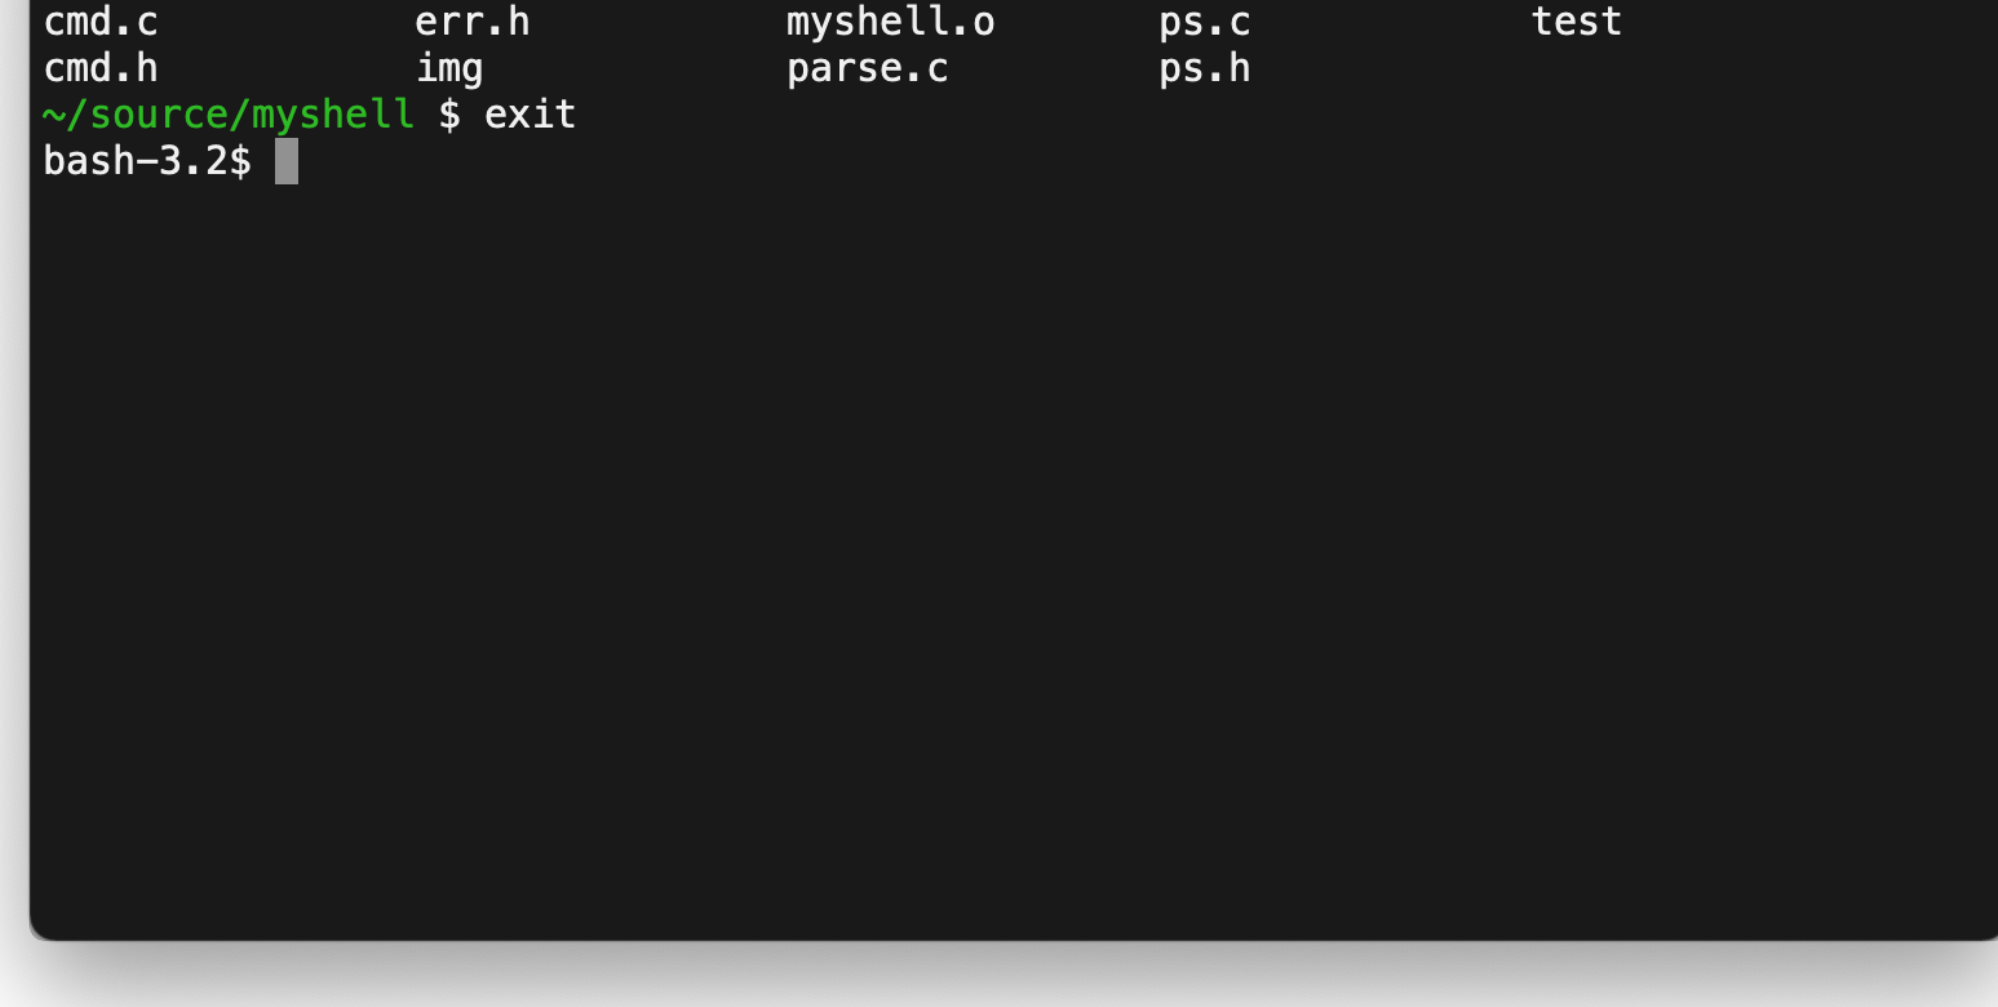 cmd.c err.h myshell.o ps.c test
cmd.h img parse.c ps.h
~/source/myshell $ exit
bash-3.2$